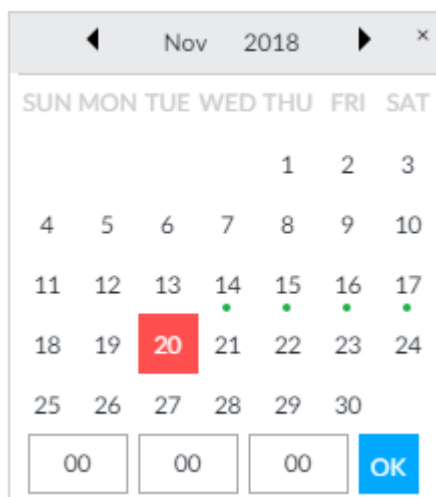 Nov 2018 ×
SUN MON TUE WED THU FRI SAT
1 2 3
4 5 6 7 8 9 10
11 12 13 14 15 16 17
18 19 20 21 22 23 24
25 26 27 28 29 30
00 00 00 OK